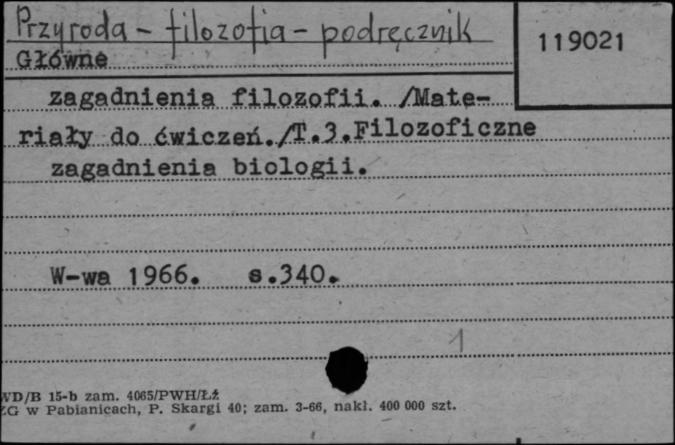 Przyroda - filozofia - podręcznik
119021
Główne
zagadnienia filozofii. /Mate-
riały do ćwiczeń./T.3.Filozoficzne
zagadnienia biologii.
W-wa 1966. s.340.
1
WD/B 15-b zam. 4065/PWH/Łź
ZG w Pabianicach, P. Skargi 40; zam. 3-66, nakł. 400 000 szt.